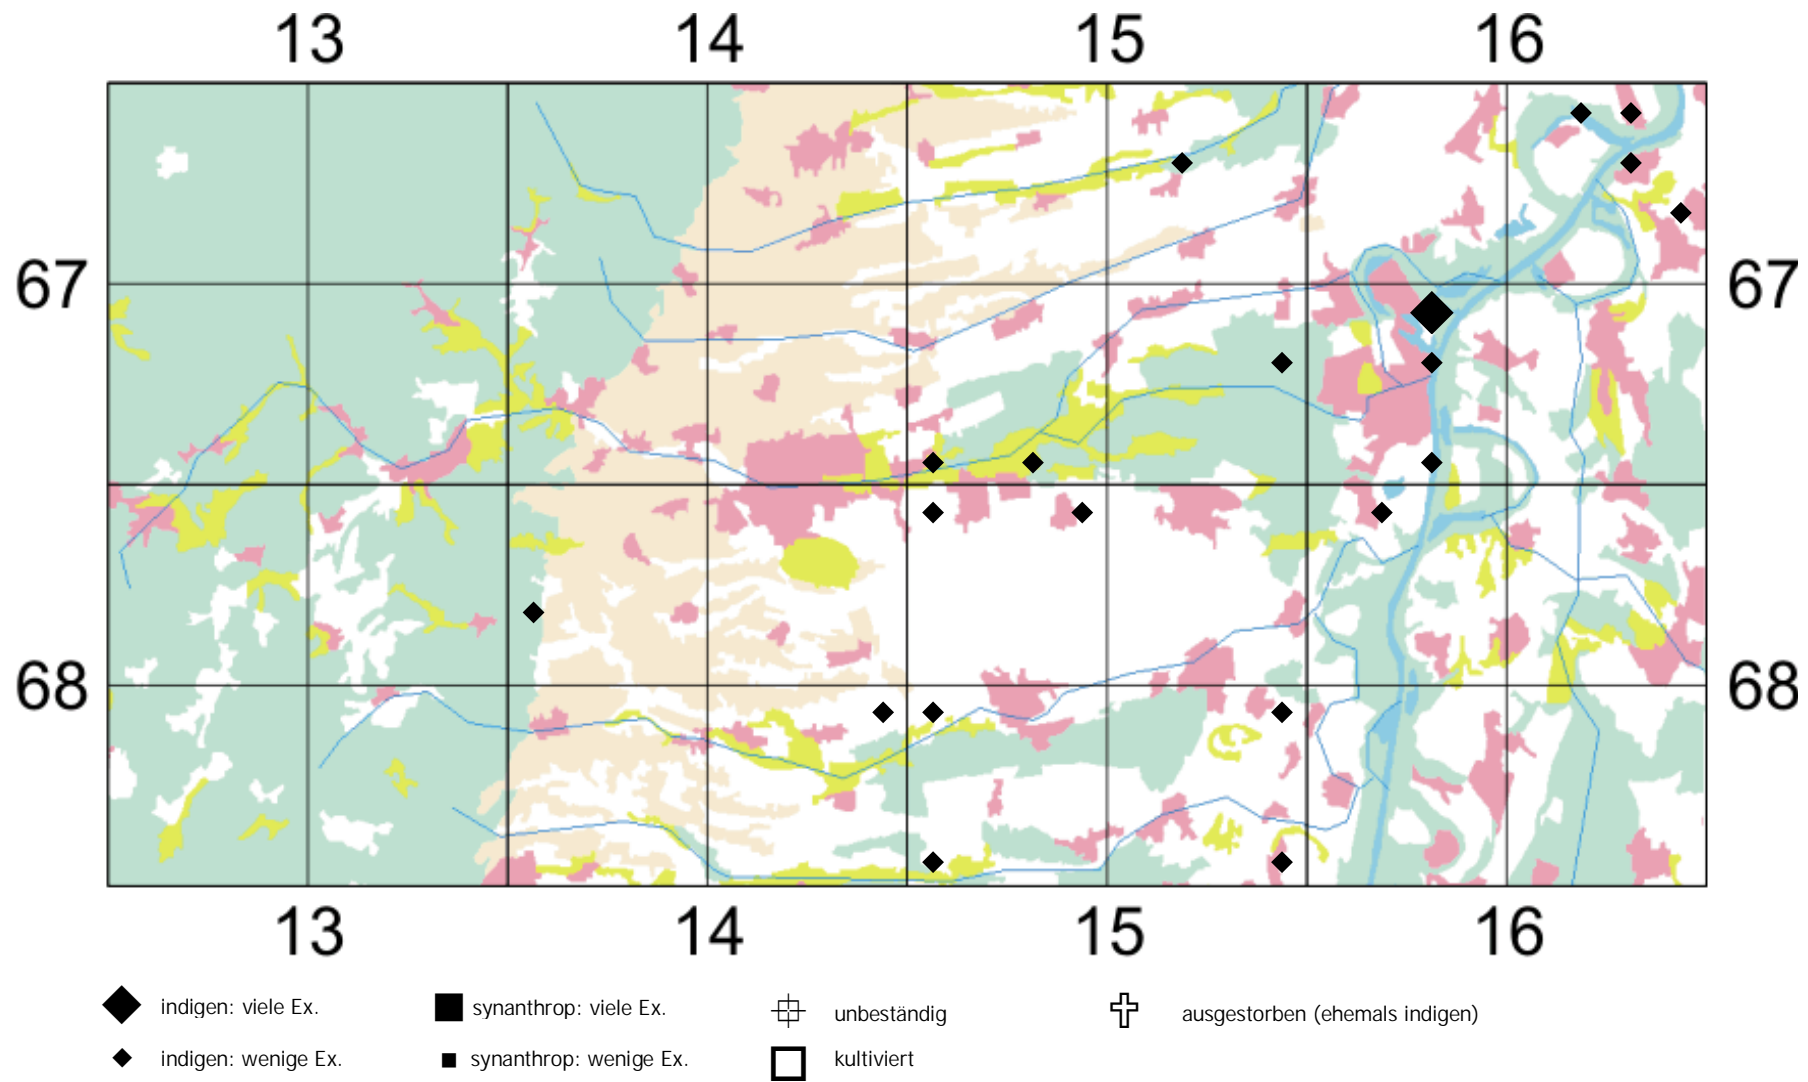 13 14 15 16
67 67
68 68
13 14 15 16
indigen: viele Ex. synanthrop: viele Ex. unbeständig ausgestorben (ehemals indigen)
indigen: wenige Ex. synanthrop: wenige Ex. kultiviert